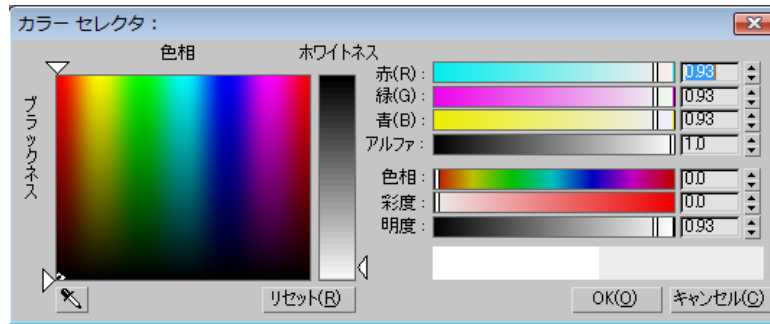 カラー セレクタ：
色相 ホワイトネス
ブラックネス
赤(R)： 0.93
緑(G)： 0.93
青(B)： 0.93
アルファ： 1.0
色相： 0.0
彩度： 0.0
明度： 0.93
リセット(R)
OK(O) キャンセル(C)